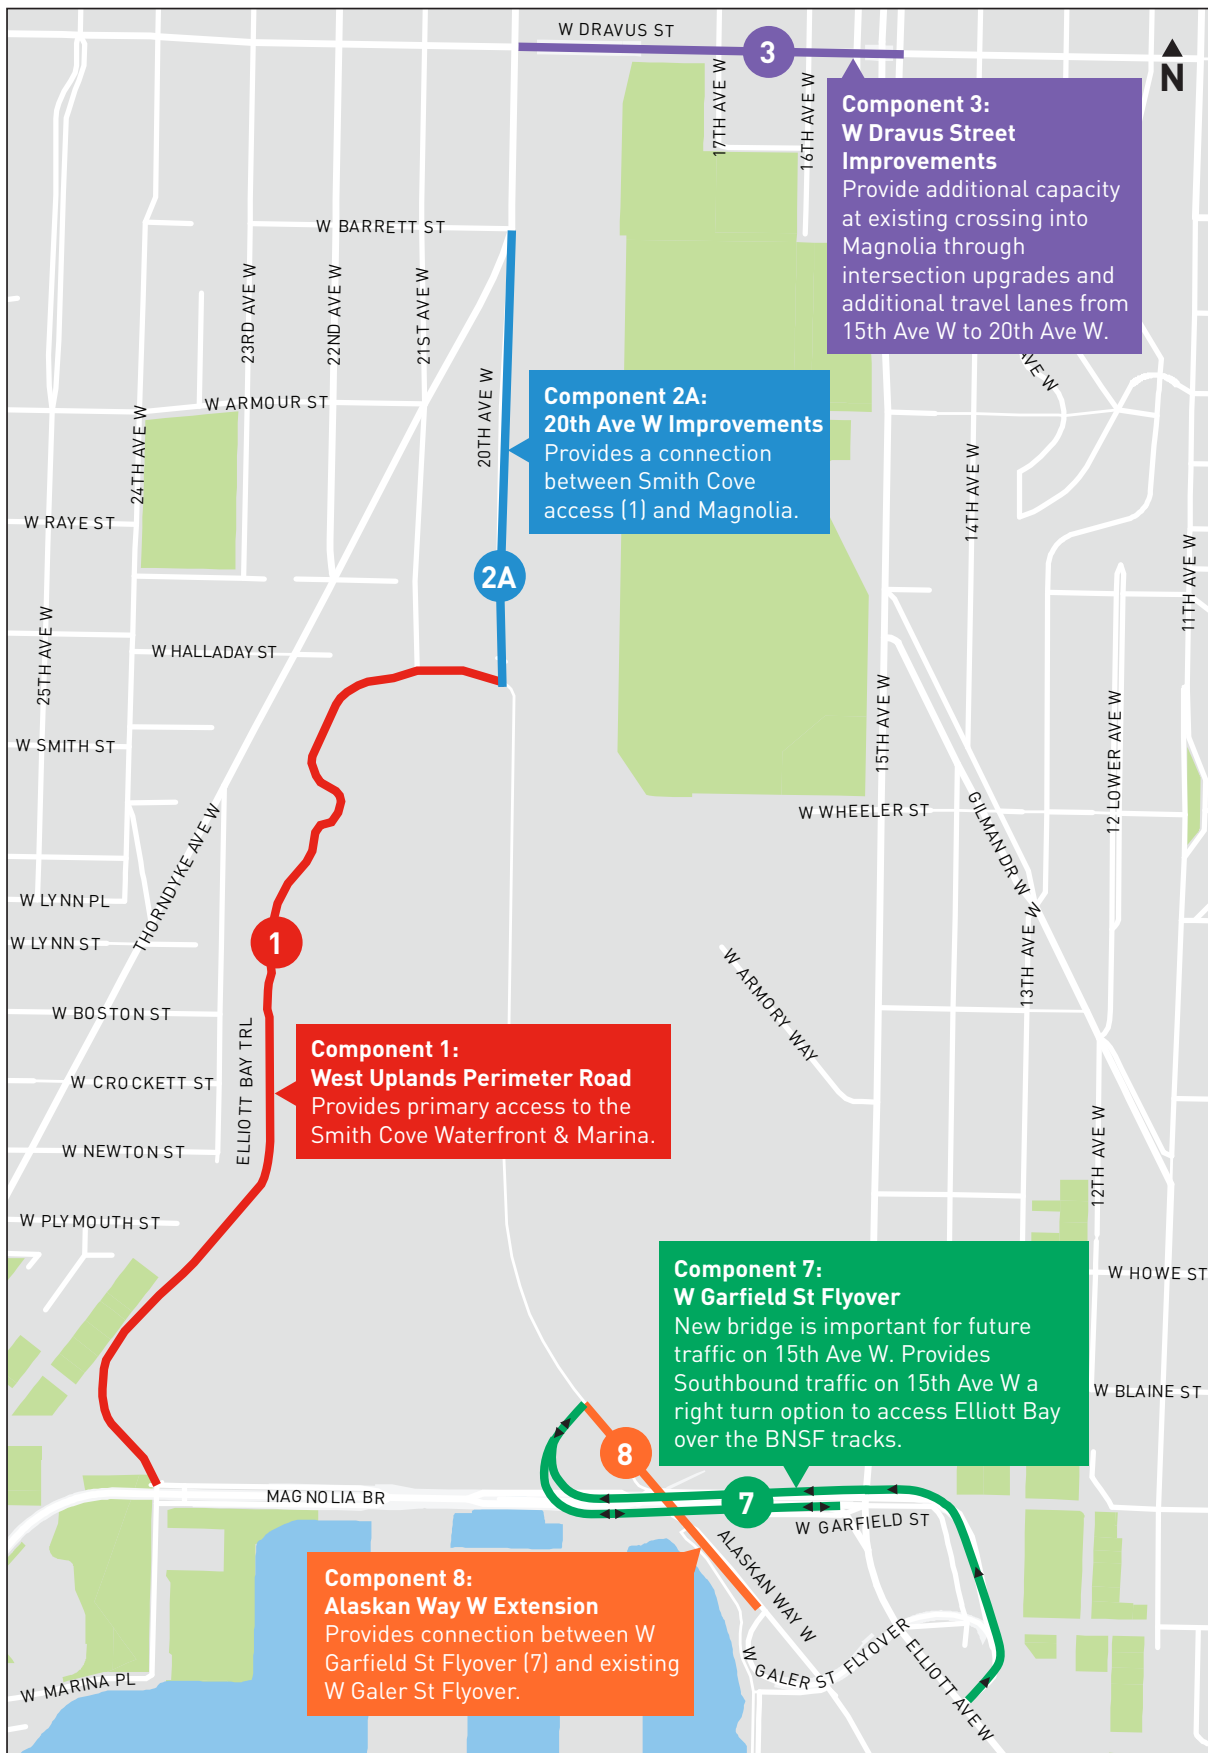 W DRAVUS ST
3
N
17TH AVE W
16TH AVE W
Component 3:
W Dravus Street
Improvements
Provide additional capacity
at existing crossing into
Magnolia through
intersection upgrades and
additional travel lanes from
15th Ave W to 20th Ave W.
W BARRETT ST
23RD AVE W
22ND AVE W
21ST AVE W
20TH AVE W
AVE W
W ARMOUR ST
24TH AVE W
Component 2A:
20th Ave W Improvements
Provides a connection
between Smith Cove
access (1) and Magnolia.
14TH AVE W
W RAYE ST
2A
11TH AVE W
25TH AVE W
W HALLADAY ST
15TH AVE W
12 LOWER AVE W
W SMITH ST
W WHEELER ST
GILMAN DR W
THORNDYKE AVE W
W LYNN PL
W LYNN ST
1
W ARMORY WAY
13TH AVE W
W BOSTON ST
ELLIOTT BAY TRL
Component 1:
West Uplands Perimeter Road
Provides primary access to the
Smith Cove Waterfront & Marina.
W CROCKETT ST
W NEWTON ST
12TH AVE W
W PLYMOUTH ST
Component 7:
W Garfield St Flyover
New bridge is important for future
traffic on 15th Ave W. Provides
Southbound traffic on 15th Ave W a
right turn option to access Elliott Bay
over the BNSF tracks.
W HOWE ST
W BLAINE ST
8
MAGNOLIA BR
7
W GARFIELD ST
ALASKAN WAY W
Component 8:
Alaskan Way W Extension
Provides connection between W
Garfield St Flyover (7) and existing
W Galer St Flyover.
W GALER ST FLYOVER
ELLIOTT AVE W
W MARINA PL